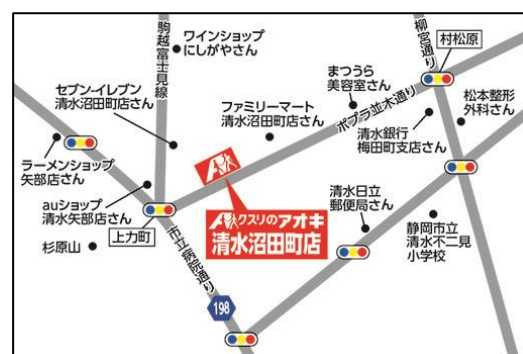 駒越富士見線
ワインショップ
にしがやさん
柳宮通り
村松原
セブン-イレブン
清水沼田町店さん
まつうら
美容室さん
ポプラ並木通り
松本整形
外科さん
ファミリーマート
清水沼田町店さん
清水銀行
梅田町支店さん
ラーメンショップ
矢部店さん
auショップ
清水矢部店さん
上力町
杉原山
市立病院通り
クスリのアオキ
清水沼田町店
清水日立
郵便局さん
静岡市立
清水不二見
小学校
198